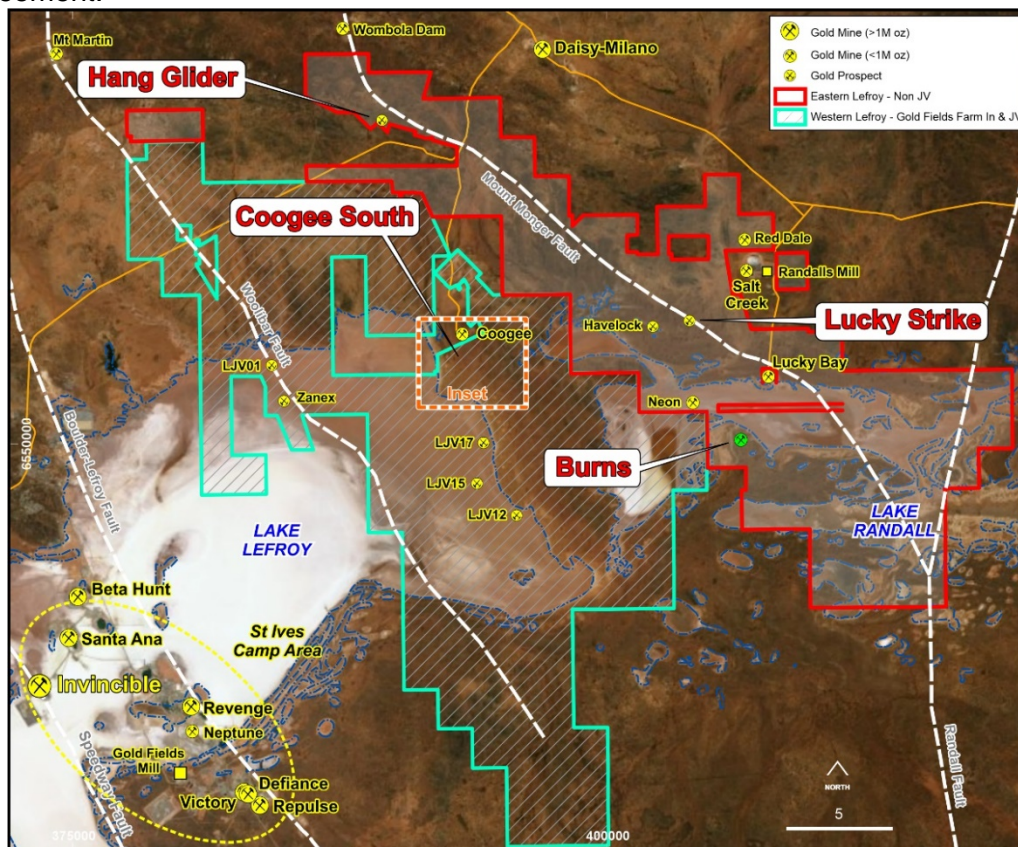 cement.
Mt Martin
Wombola Dam
Daisy-Milano
Gold Mine (>1M oz)
Gold Mine (<1M oz)
Gold Prospect
Eastern Lefroy - Non JV
Western Lefroy - Gold Fields Farm In & JV
Hang Glider
Coogee South
Mount Monger Fault
Red Dale
Randalls Mill
Salt
Creek
Lucky Strike
Havelock
Coogee
Inset
Woolibar Fault
LJV01
Zanex
Lucky Bay
Neon
Burns
LJV17
LJV15
LJV12
6550000
Boulder-Lefroy Fault
LAKE
LEFROY
LAKE
RANDALL
Beta Hunt
Santa Ana
St Ives
Camp Area
Invincible
Revenge
Neptune
Gold Fields
Mill
Speedway Fault
Defiance
Victory
Repulse
Randall Fault
NORTH
5
375000
400000